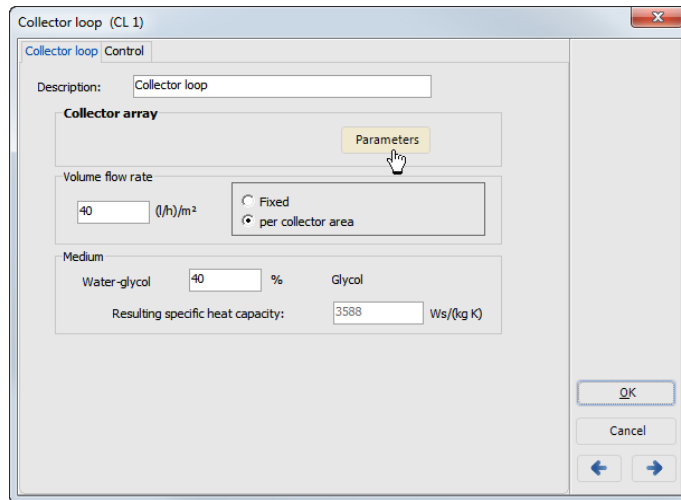 Collector loop (CL 1)
Collector loop Control
Description: Collector loop
Collector array
Parameters
Volume flow rate
40 (l/h)/m²
Fixed
per collector area
Medium
Water-glycol 40 % Glycol
Resulting specific heat capacity: 3588 Ws/(kg K)
OK
Cancel